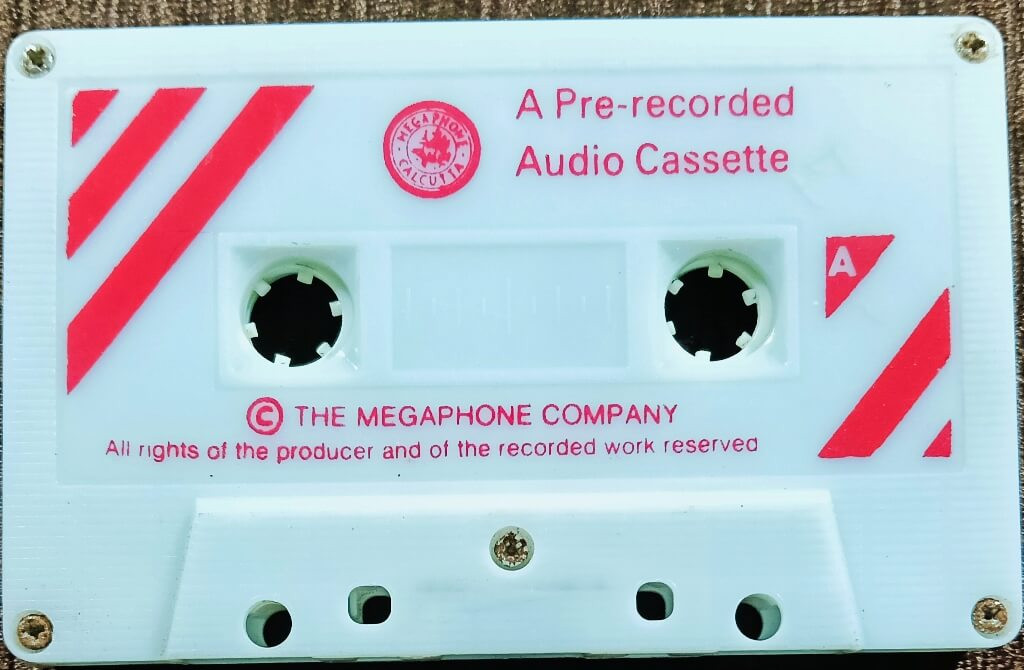 A Pre-recorded
Audio Cassette
MEGAPHONE
CALCUTTA
A
© THE MEGAPHONE COMPANY
All rights of the producer and of the recorded work reserved